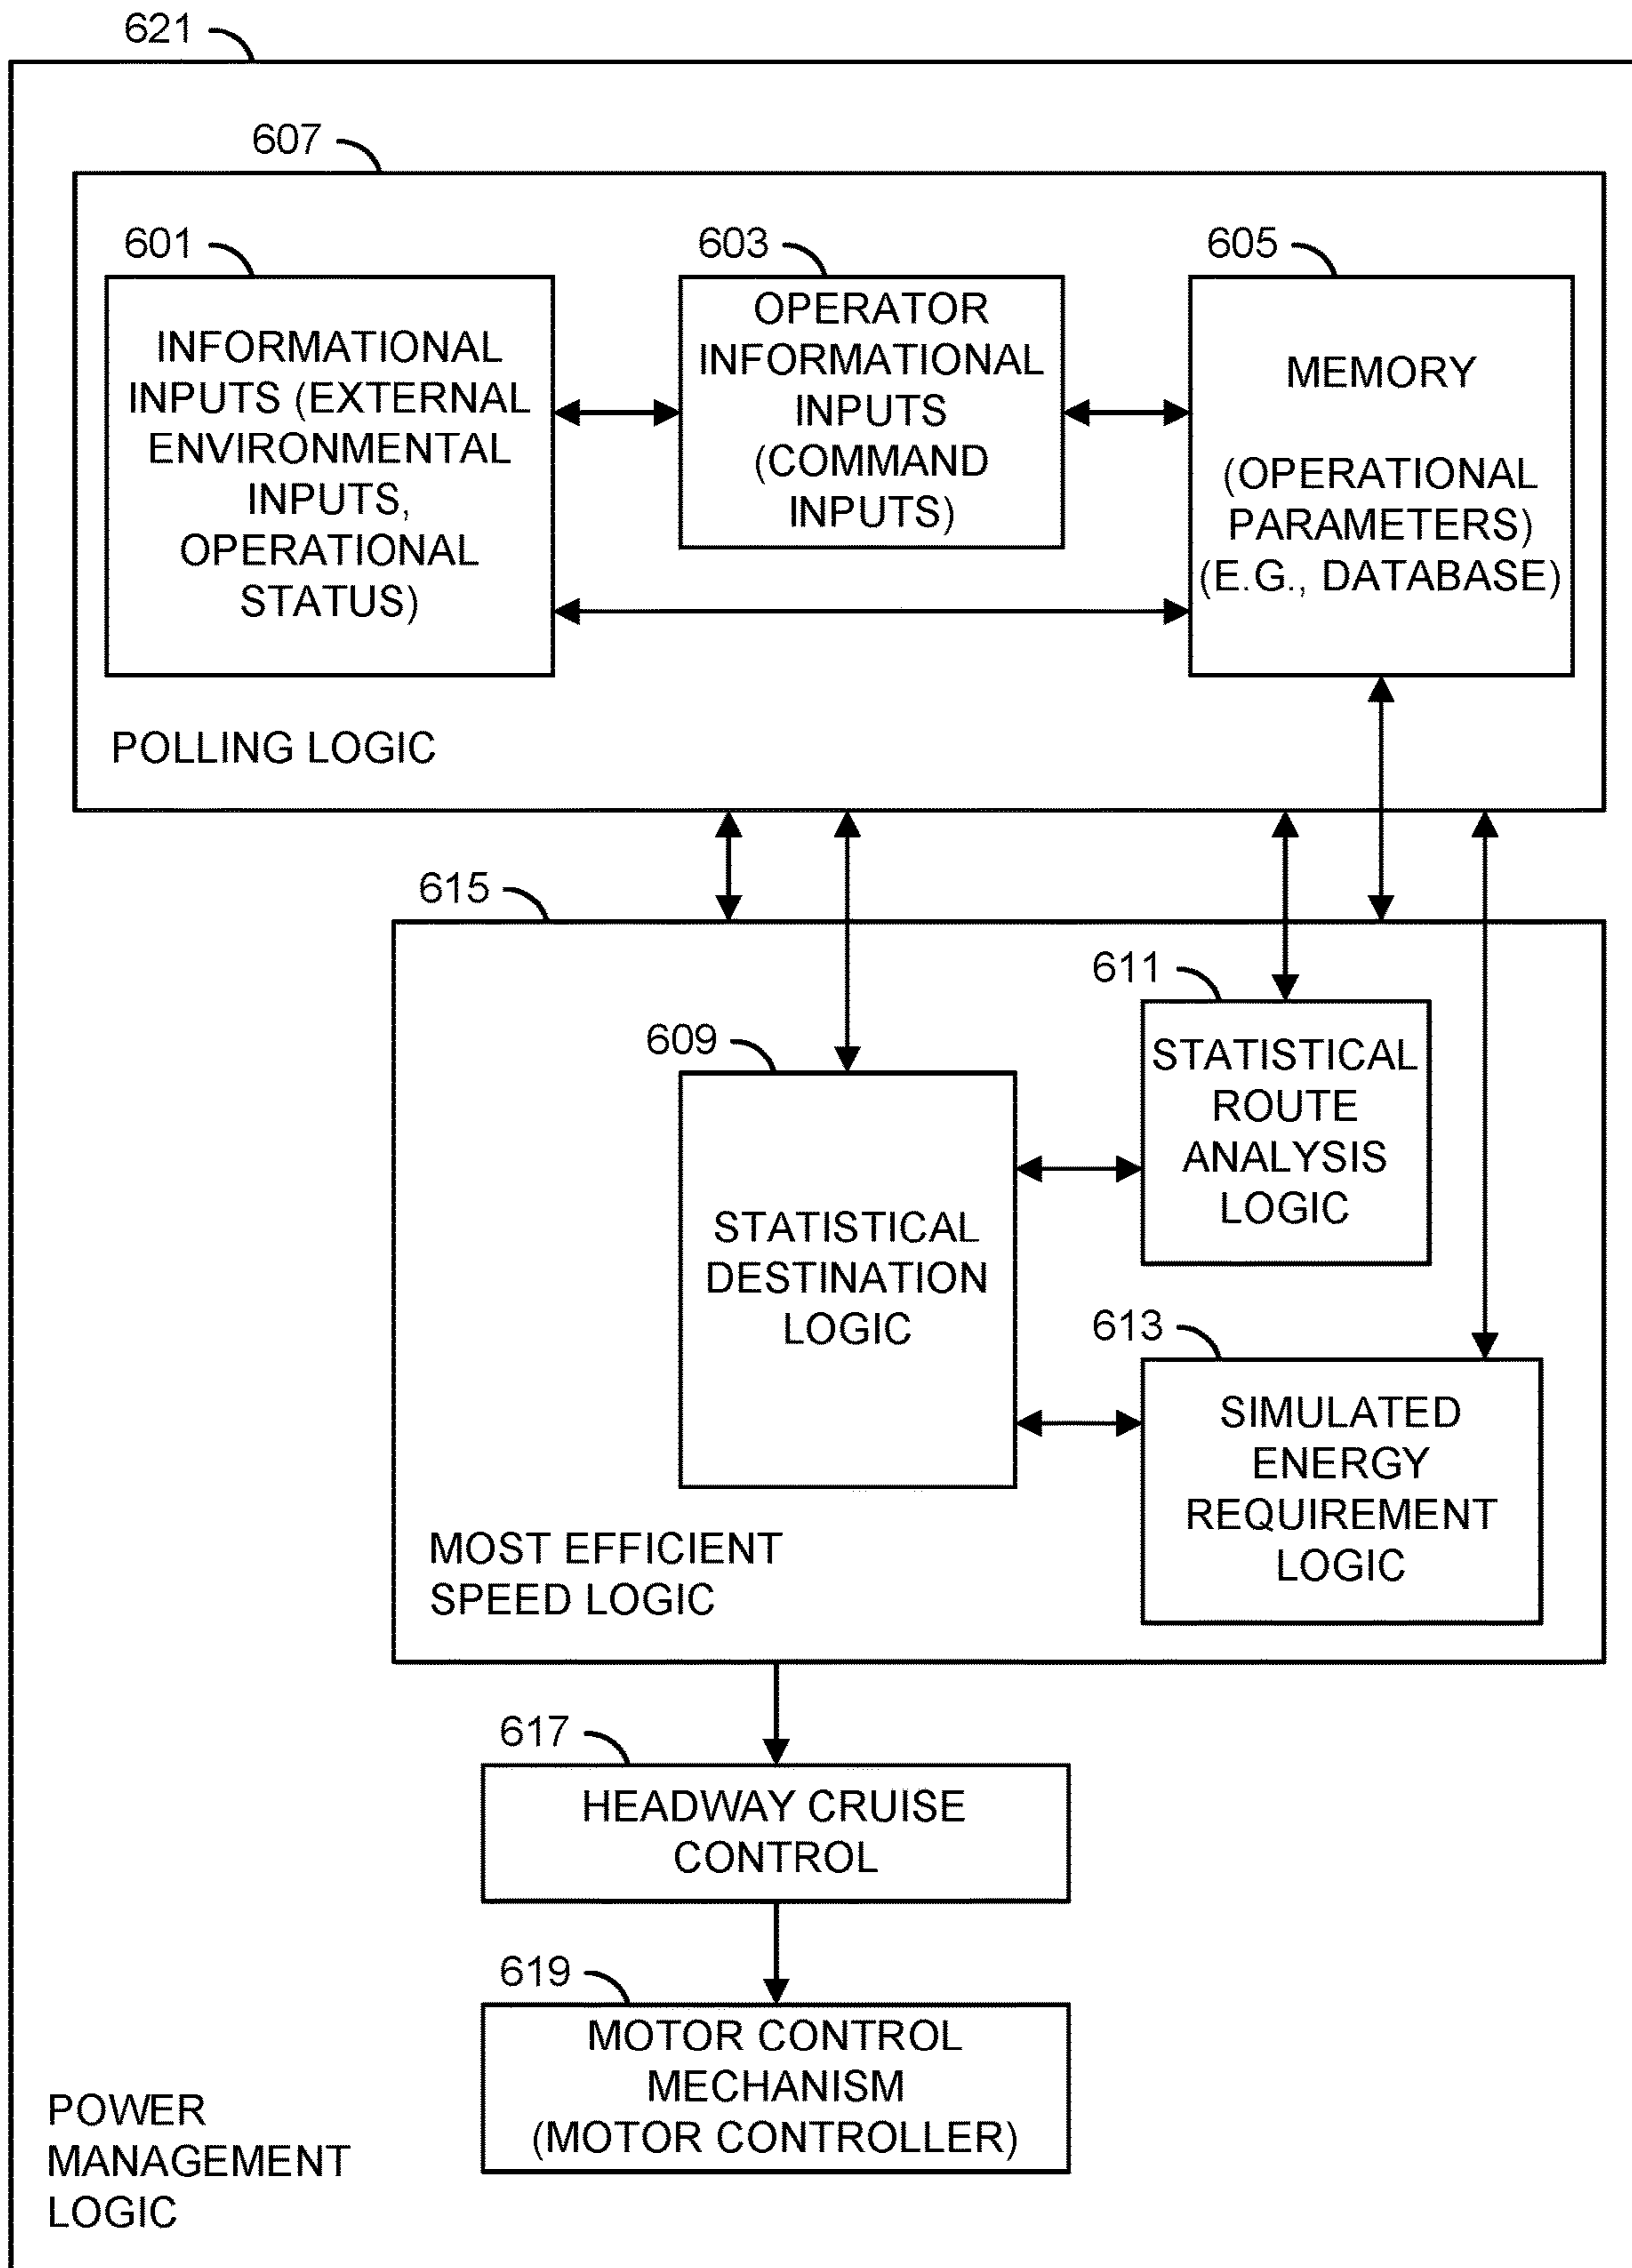 621
607
601
603
605
INFORMATIONAL
INPUTS (EXTERNAL
ENVIRONMENTAL
INPUTS,
OPERATIONAL
STATUS)
OPERATOR
INFORMATIONAL
INPUTS
(COMMAND
INPUTS)
MEMORY
(OPERATIONAL
PARAMETERS)
(E.G., DATABASE)
POLLING LOGIC
615
611
609
STATISTICAL
ROUTE
ANALYSIS
LOGIC
STATISTICAL
DESTINATION
LOGIC
613
SIMULATED
ENERGY
REQUIREMENT
LOGIC
MOST EFFICIENT
SPEED LOGIC
617
HEADWAY CRUISE
CONTROL
619
MOTOR CONTROL
MECHANISM
(MOTOR CONTROLLER)
POWER
MANAGEMENT
LOGIC